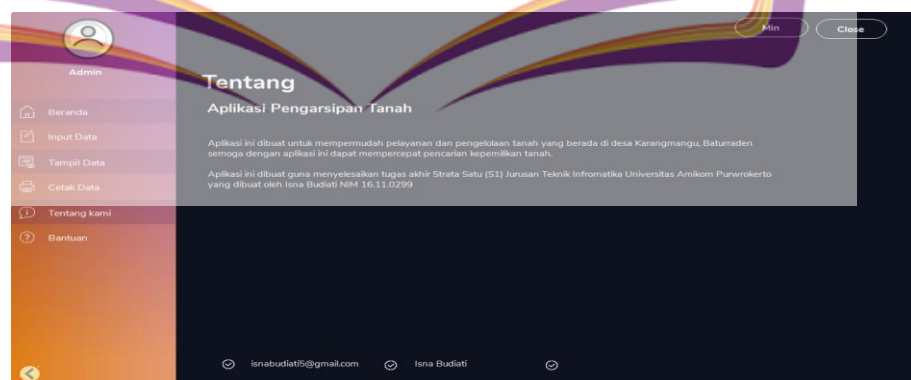 Min
Close
Admin
Tentang
Aplikasi Pengarsipan Tanah
Beranda
Input Data
Tampil Data
Cetak Data
Tentang kami
Bantuan
Aplikasi ini dibuat untuk mempermudah pelayanan dan pengelolaan tanah yang berada di desa Karangmangu, Baturraden
semoga dengan aplikasi ini dapat mempercepat pencarian kepemilikan tanah.
Aplikasi ini dibuat guna menyelesaikan tugas akhir Strata Satu (S1) Jurusan Teknik Infromatika Universitas Amikom Purwrokerto
yang dibuat oleh Isna Budiati NIM 16.11.0299
isnabudiati5@gmail.com
Isna Budiati